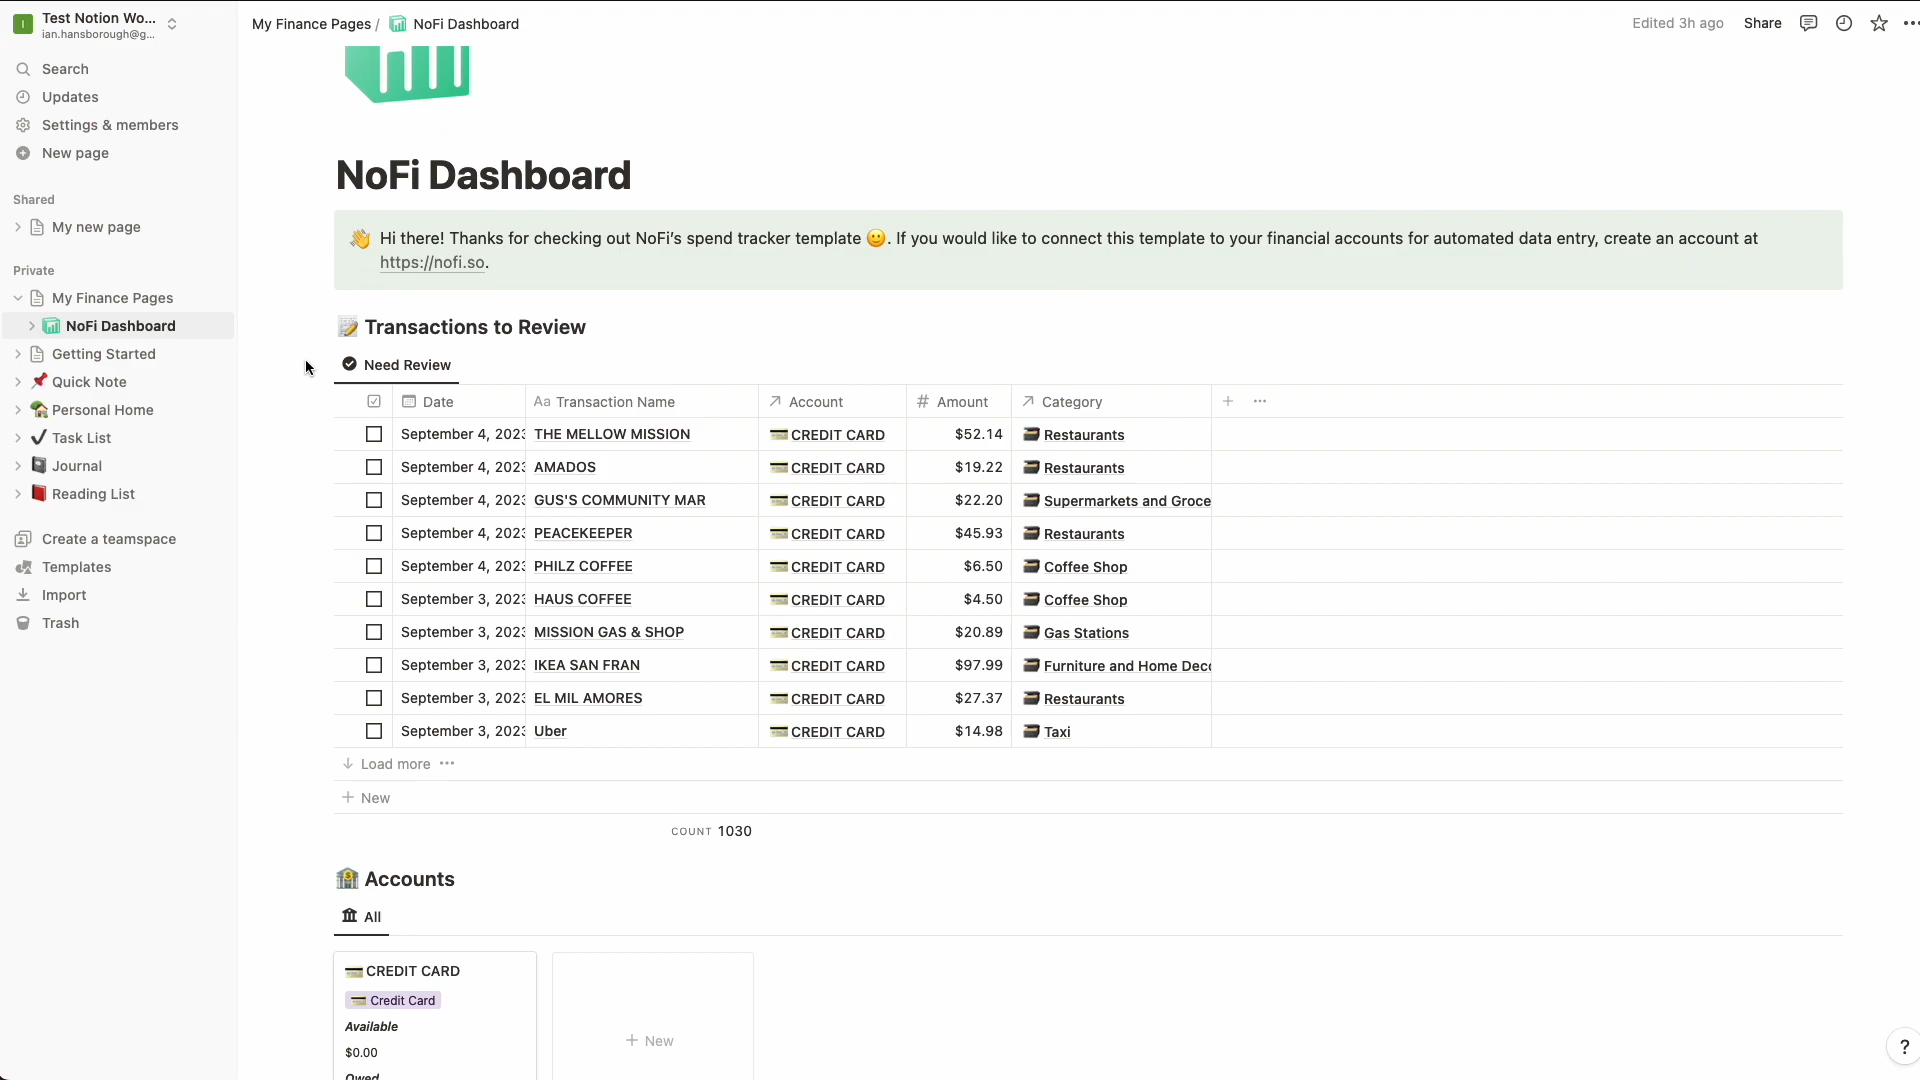 I
Test Notion Wo...
ian.hansborough@g...
Search
Updates
Settings & members
New page
Shared
My new page
Private
My Finance Pages
NoFi Dashboard
Getting Started
Quick Note
Personal Home
Task List
Journal
Reading List
Create a teamspace
Templates
Import
Trash
My Finance Pages / NoFi Dashboard
Edited 3h ago Share
NoFi Dashboard
Hi there! Thanks for checking out NoFi's spend tracker template 🙂. If you would like to connect this template to your financial accounts for automated data entry, create an account at
https://nofi.so.
Transactions to Review
Need Review
Date Aa Transaction Name Account # Amount Category + ···
September 4, 2023 THE MELLOW MISSION CREDIT CARD $52.14 Restaurants
September 4, 2023 AMADOS CREDIT CARD $19.22 Restaurants
September 4, 2023 GUS'S COMMUNITY MAR CREDIT CARD $22.20 Supermarkets and Groce
September 4, 2023 PEACEKEEPER CREDIT CARD $45.93 Restaurants
September 4, 2023 PHILZ COFFEE CREDIT CARD $6.50 Coffee Shop
September 3, 2023 HAUS COFFEE CREDIT CARD $4.50 Coffee Shop
September 3, 2023 MISSION GAS & SHOP CREDIT CARD $20.89 Gas Stations
September 3, 2023 IKEA SAN FRAN CREDIT CARD $97.99 Furniture and Home Deco
September 3, 2023 EL MIL AMORES CREDIT CARD $27.37 Restaurants
September 3, 2023 Uber CREDIT CARD $14.98 Taxi
Load more ···
+ New
COUNT 1030
Accounts
All
CREDIT CARD
Credit Card
Available
$0.00
Owed
+ New
?